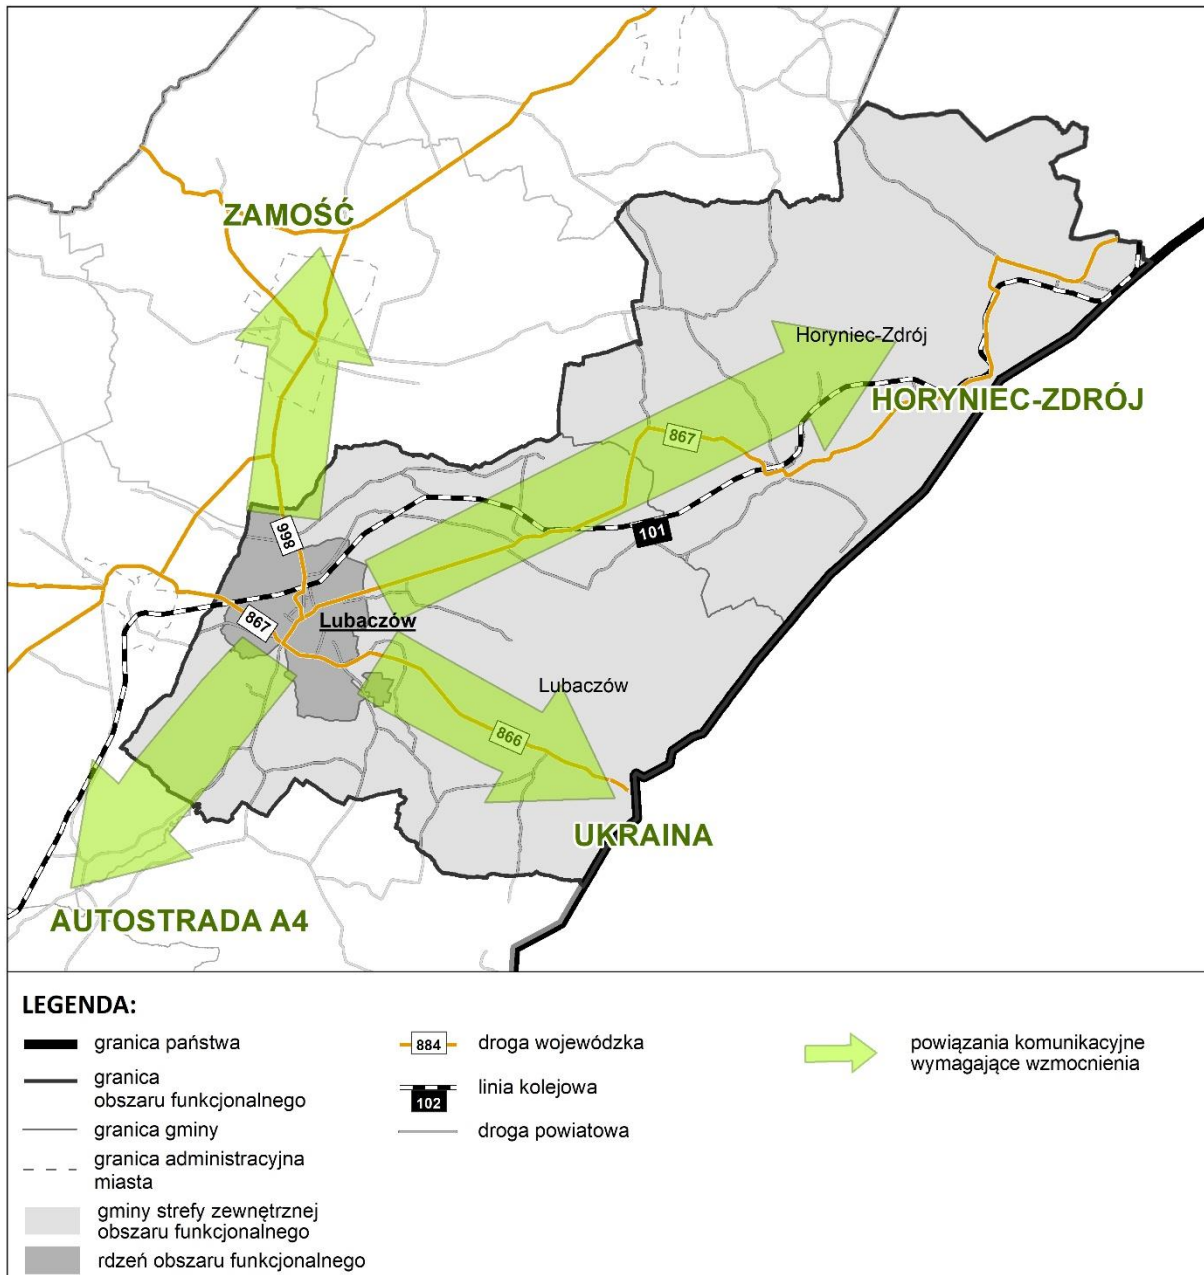 ZAMOŚĆ
Horyniec-Zdrój
HORYNIEC-ZDRÓJ
867
101
866
867
Lubaczów
Lubaczów
866
UKRAINA
AUTOSTRADA A4
LEGENDA:
granica państwa
granica
obszaru funkcjonalnego
granica gminy
granica administracyjna
miasta
gminy strefy zewnętrznej
obszaru funkcjonalnego
rdzeń obszaru funkcjonalnego
884
droga wojewódzka
linia kolejowa
102
droga powiatowa
powiązania komunikacyjne
wymagające wzmocnienia